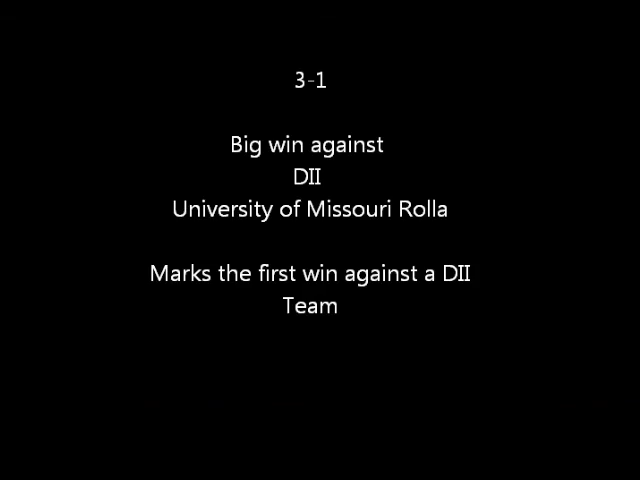 3-1
Big win against
DII
University of Missouri Rolla
Marks the first win against a DII
Team